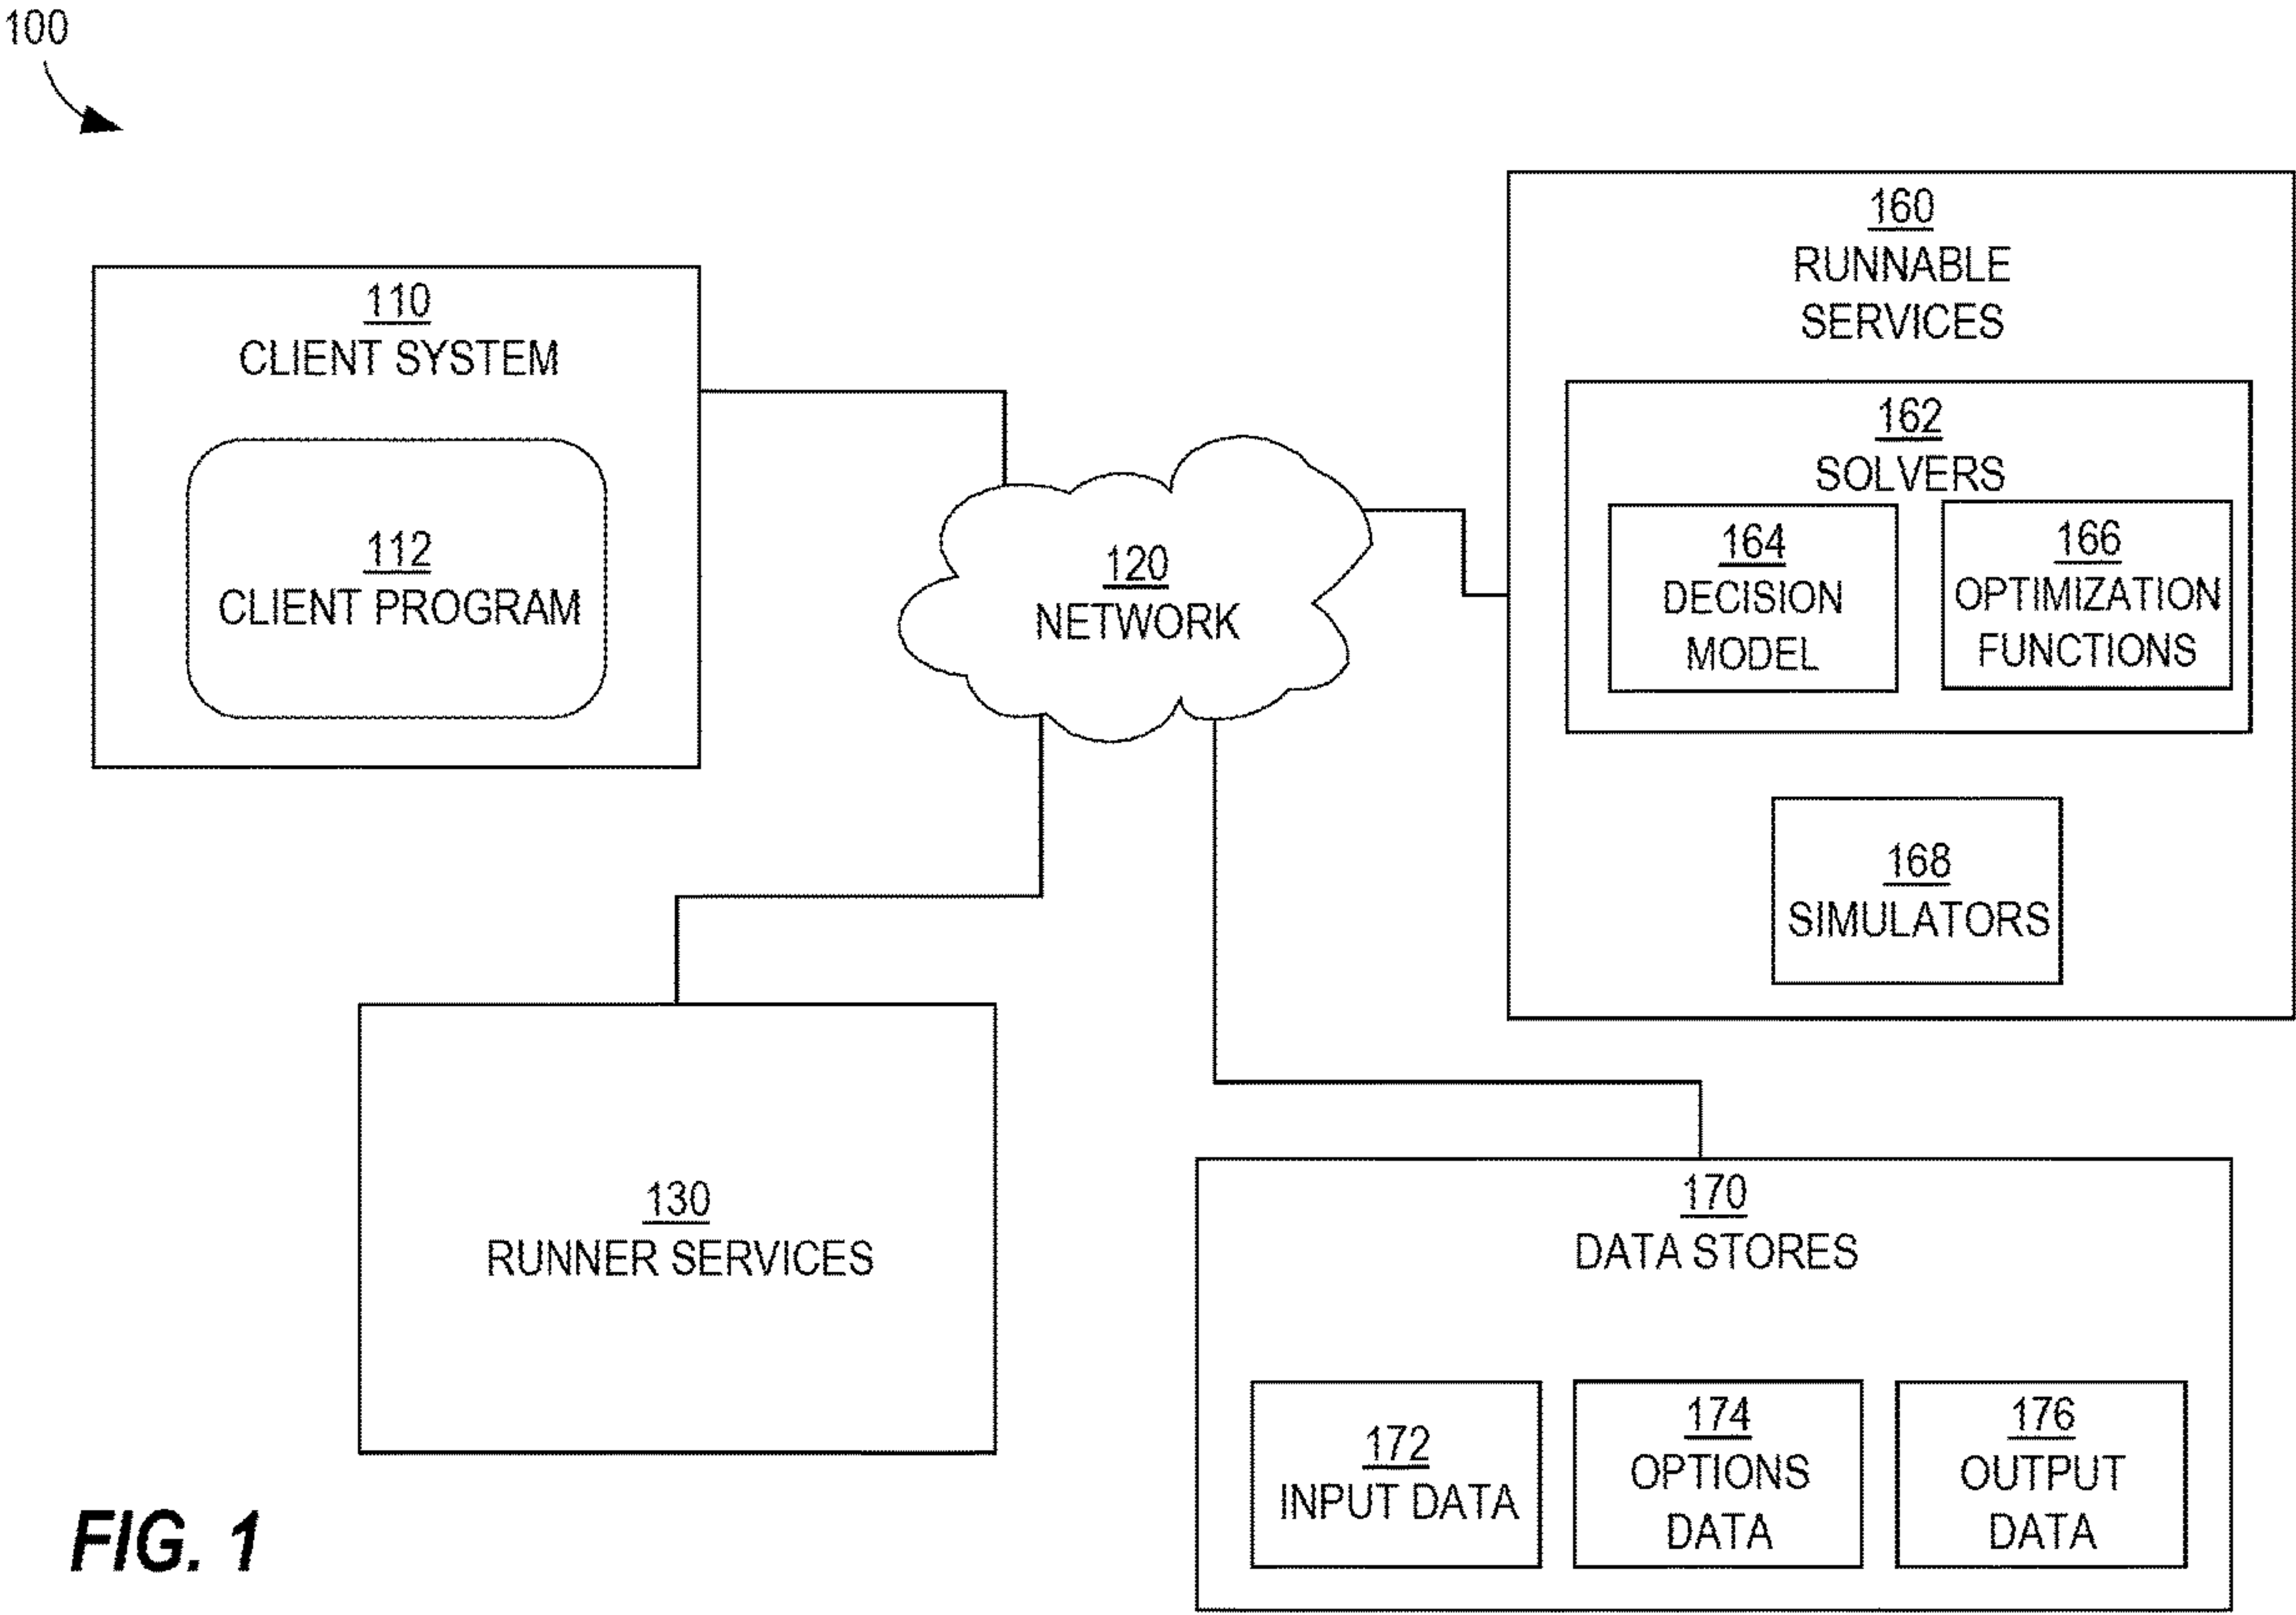 100
110
CLIENT SYSTEM
112
CLIENT PROGRAM
120
NETWORK
160
RUNNABLE
SERVICES
162
SOLVERS
164
DECISION
MODEL
166
OPTIMIZATION
FUNCTIONS
168
SIMULATORS
130
RUNNER SERVICES
170
DATA STORES
172
INPUT DATA
174
OPTIONS
DATA
176
OUTPUT
DATA
FIG. 1